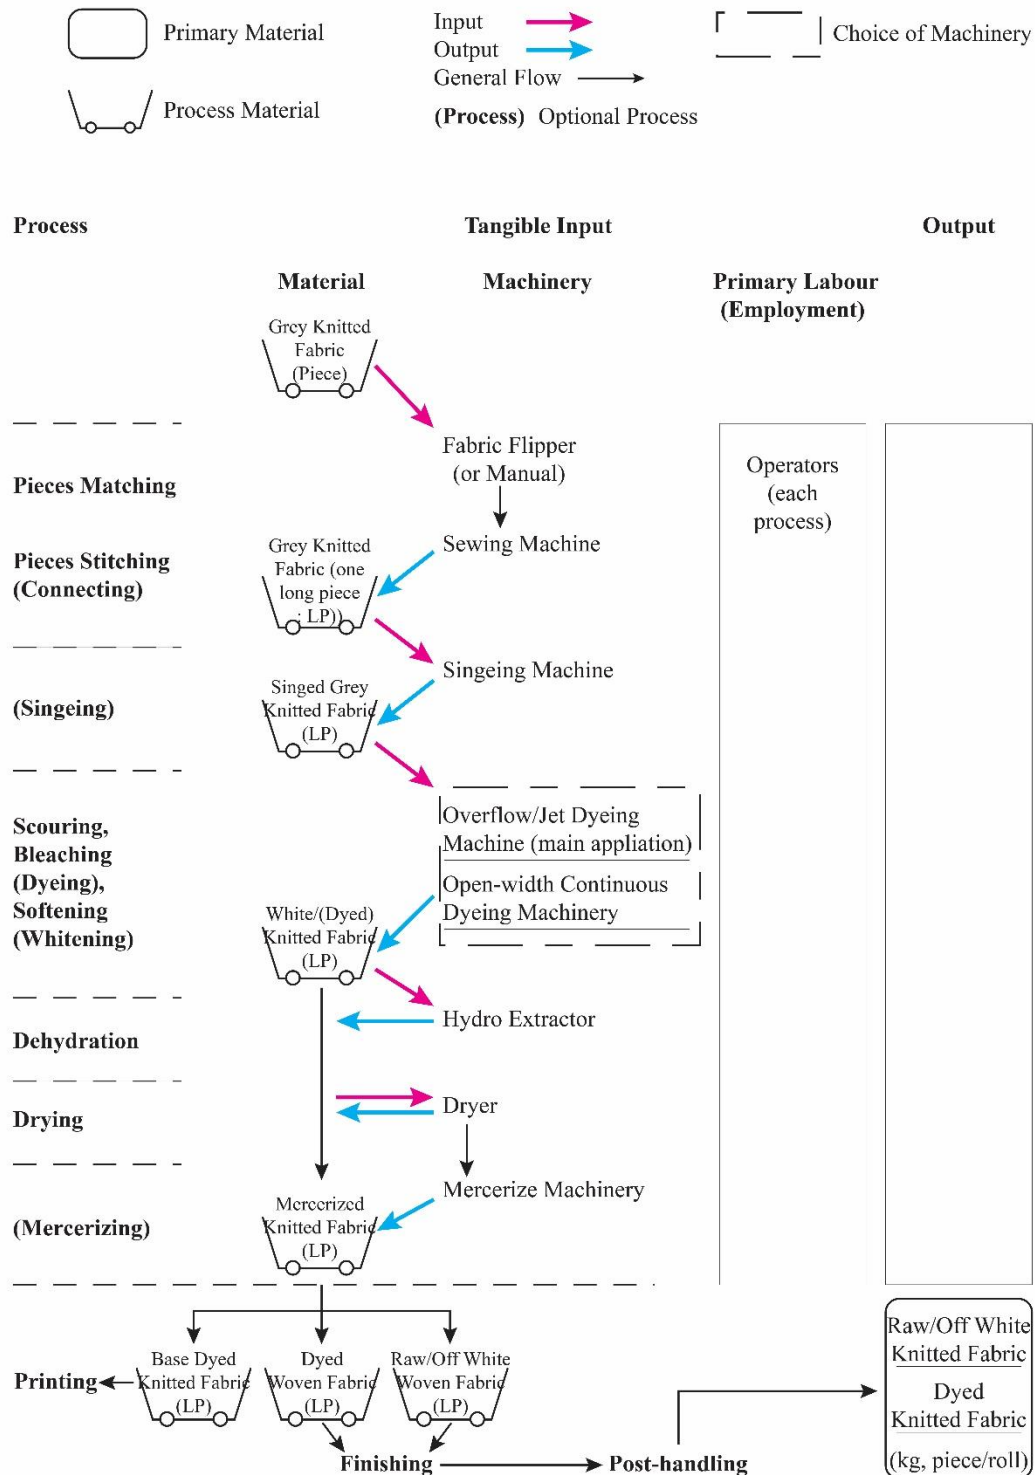 Primary Material
Process Material
Input
Output
General Flow
(Process) Optional Process
Choice of Machinery
Process
Tangible Input
Output
Material
Machinery
Primary Labour
(Employment)
Grey Knitted
Fabric
(Piece)
Fabric Flipper
(or Manual)
Operators
(each
process)
Pieces Matching
Sewing Machine
Pieces Stitching
(Connecting)
Grey Knitted
Fabric (one
long piece
: LP))
Singeing Machine
(Singeing)
Singed Grey
Knitted Fabric
(LP)
Scouring,
Bleaching
(Dyeing),
Softening
(Whitening)
Overflow/Jet Dyeing
Machine (main appliation)
Open-width Continuous
Dyeing Machinery
White/(Dyed)
Knitted Fabric
(LP)
Hydro Extractor
Dehydration
Drying
Dryer
Mercerize Machinery
(Mercerizing)
Mercerized
Knitted Fabric
(LP)
Printing
Base Dyed
Knitted Fabric
(LP)
Dyed
Woven Fabric
(LP)
Raw/Off White
Woven Fabric
(LP)
Finishing
Post-handling
Raw/Off White
Knitted Fabric
Dyed
Knitted Fabric
(kg, piece/roll)